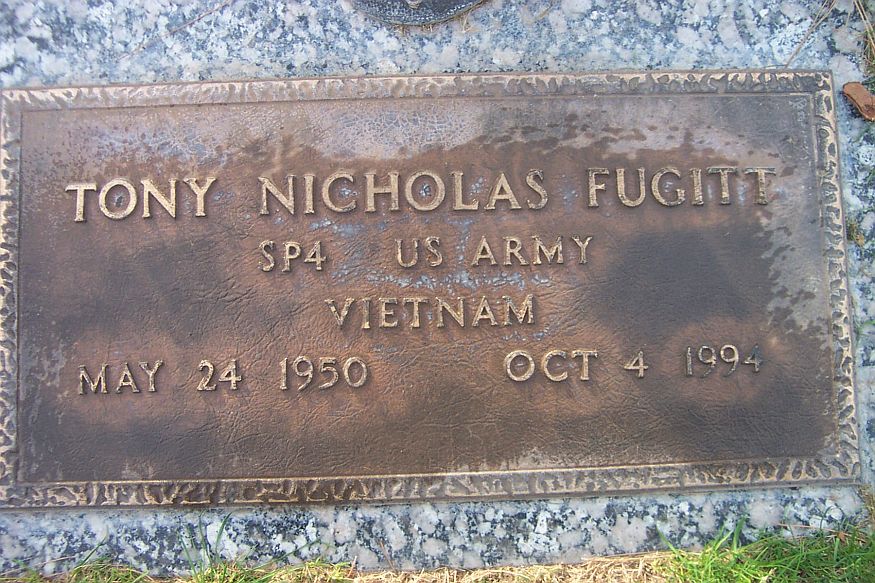 TONY NICHOLAS FUGITT
SP4 US ARMY
VIETNAM
MAY 24 1950 OCT 4 1994